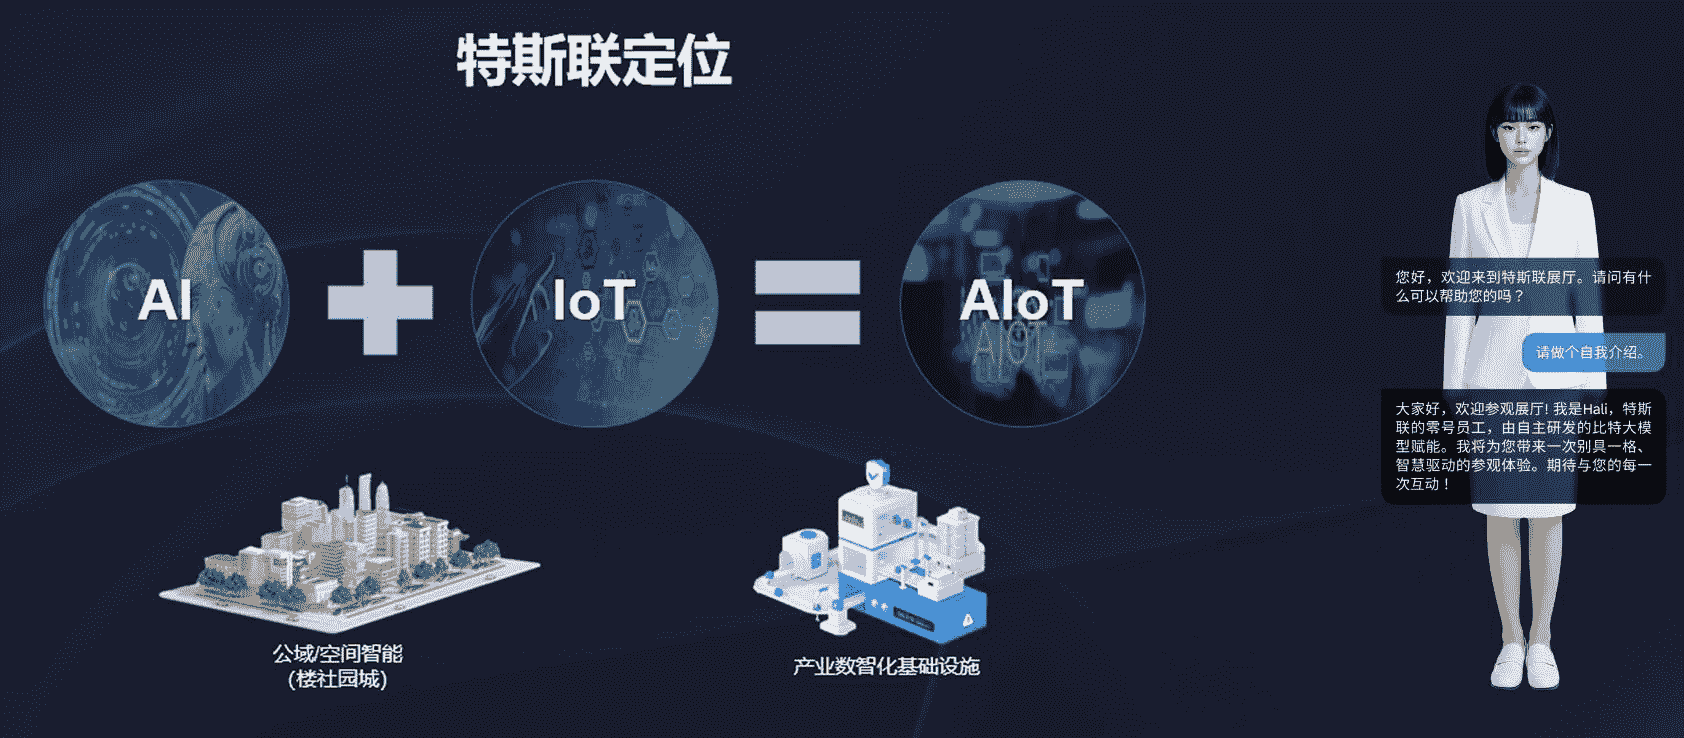 特斯联定位
AI
IoT
AIoT
AIOT
公域/空间智能
(楼社园城)
产业数智化基础设施
您好，欢迎来到特斯联展厅。请问有什
么可以帮助您的吗？
请做个自我介绍。
大家好，欢迎参观展厅! 我是Hali，特斯
联的零号员工，由自主研发的比特大模
型赋能。我将为您带来一次别具一格、
智慧驱动的参观体验。期待与您的每一
次互动！